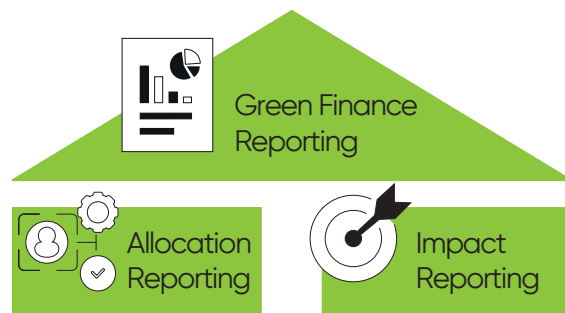 Green Finance
Reporting
Allocation
Reporting
Impact
Reporting